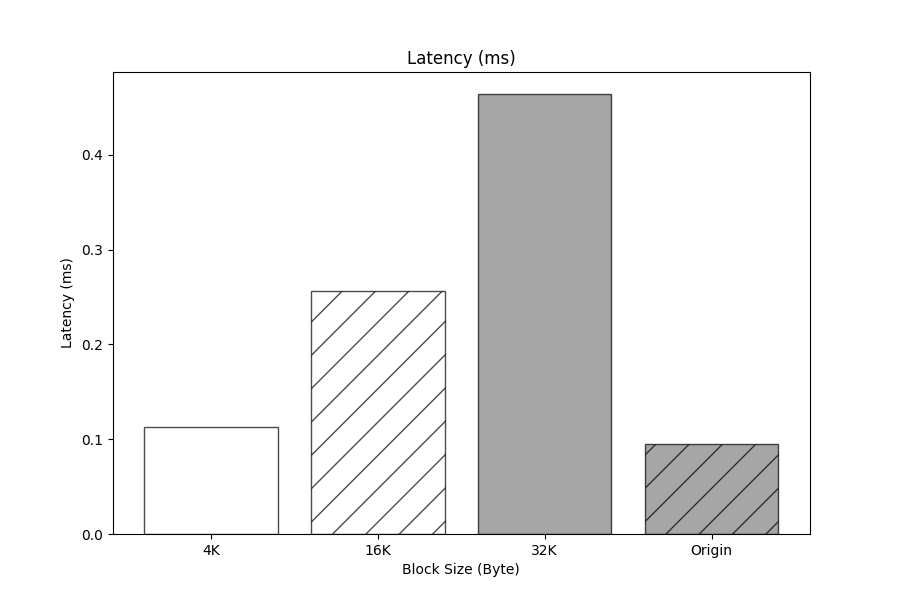 Latency (ms)
0.4
0.3
0.2
0.1
0.0
Latency (ms)
4K
16K
32K
Origin
Block Size (Byte)